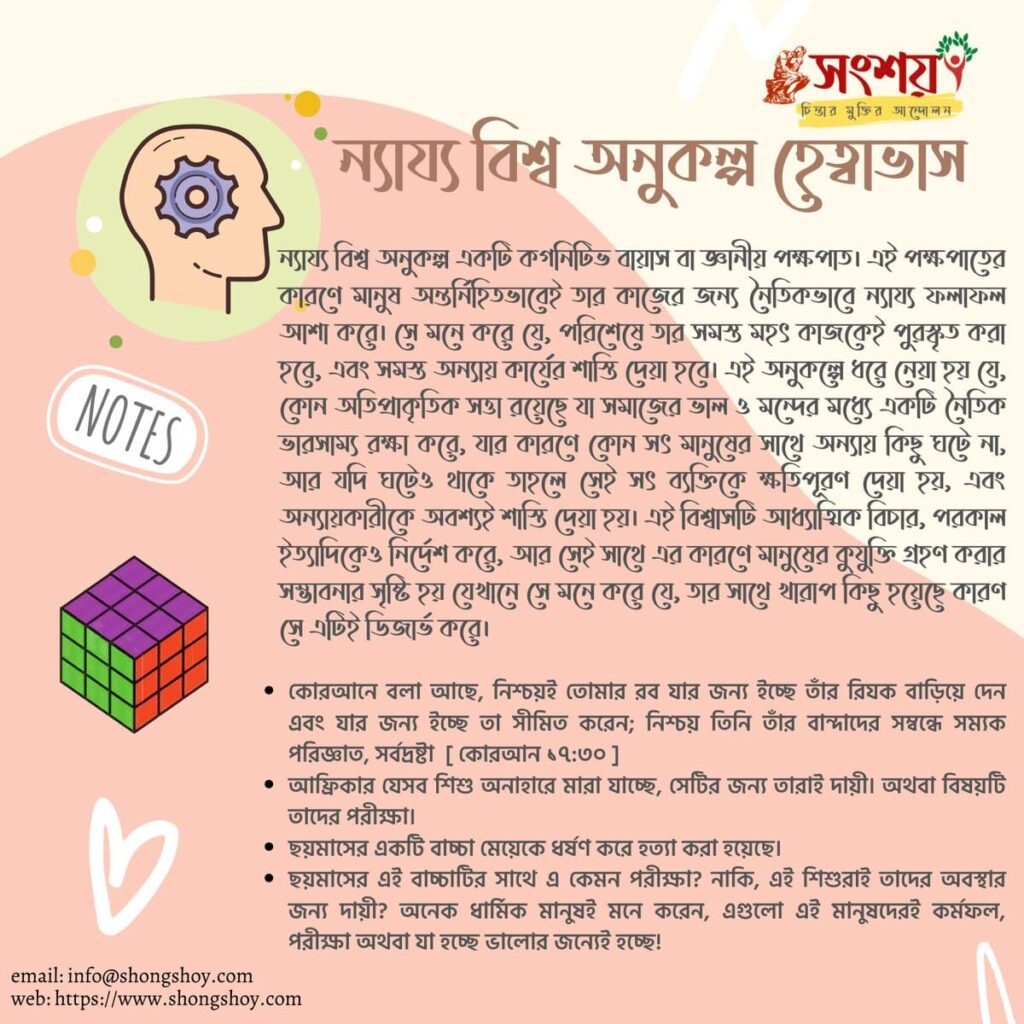 সংশয়
চিন্তার মুক্তির আন্দোলন
ন্যায্য বিশ্ব অনুকল্প হেত্বাভাস
ন্যায্য বিশ্ব অনুকল্প একটি কগনিটিভ বায়াস বা জ্ঞানীয় পক্ষপাত। এই পক্ষপাতের
কারণে মানুষ অন্তর্নিহিতভাবেই তার কাজের জন্য নৈতিকভাবে ন্যায্য ফলাফল
আশা করে। সে মনে করে যে, পরিশেষে তার সমস্ত মহৎ কাজকেই পুরস্কৃত করা
হবে, এবং সমস্ত অন্যায় কার্যের শাস্তি দেয়া হবে। এই অনুকল্পে ধরে নেয়া হয় যে,
কোন অতিপ্রাকৃতিক সত্তা রয়েছে যা সমাজের ভাল ও মন্দের মধ্যে একটি নৈতিক
ভারসাম্য রক্ষা করে, যার কারণে কোন সৎ মানুষের সাথে অন্যায় কিছু ঘটে না,
আর যদি ঘটেও থাকে তাহলে সেই সৎ ব্যক্তিকে ক্ষতিপূরণ দেয়া হয়, এবং
অন্যায়কারীকে অবশ্যই শাস্তি দেয়া হয়। এই বিশ্বাসটি আধ্যাত্মিক বিচার, পরকাল
ইত্যাদিকেও নির্দেশ করে, আর সেই সাথে এর কারণে মানুষের কুযুক্তি গ্রহণ করার
সম্ভাবনার সৃষ্টি হয় যেখানে সে মনে করে যে, তার সাথে খারাপ কিছু হয়েছে কারণ
সে এটিই ডিজার্ভ করে।
NOTES
• কোরআনে বলা আছে, নিশ্চয়ই তোমার রব যার জন্য ইচ্ছে তাঁর রিযক বাড়িয়ে দেন
এবং যার জন্য ইচ্ছে তা সীমিত করেন; নিশ্চয় তিনি তাঁর বান্দাদের সম্বন্ধে সম্যক
পরিজ্ঞাত, সর্বদ্রষ্টা [ কোরআন ১৭:৩০ ]
• আফ্রিকার যেসব শিশু অনাহারে মারা যাচ্ছে, সেটির জন্য তারাই দায়ী। অথবা বিষয়টি
তাদের পরীক্ষা।
• ছয়মাসের একটি বাচ্চা মেয়েকে ধর্ষণ করে হত্যা করা হয়েছে।
• ছয়মাসের এই বাচ্চাটির সাথে এ কেমন পরীক্ষা? নাকি, এই শিশুরাই তাদের অবস্থার
জন্য দায়ী? অনেক ধার্মিক মানুষই মনে করেন, এগুলো এই মানুষদেরই কর্মফল,
পরীক্ষা অথবা যা হচ্ছে ভালোর জন্যেই হচ্ছে!
email: info@shongshoy.com
web: https://www.shongshoy.com